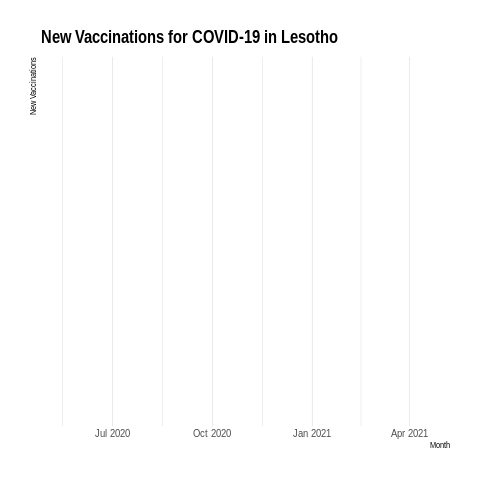 New Vaccinations for COVID-19 in Lesotho
New Vaccinations
Jul 2020
Oct 2020
Jan 2021
Apr 2021
Month